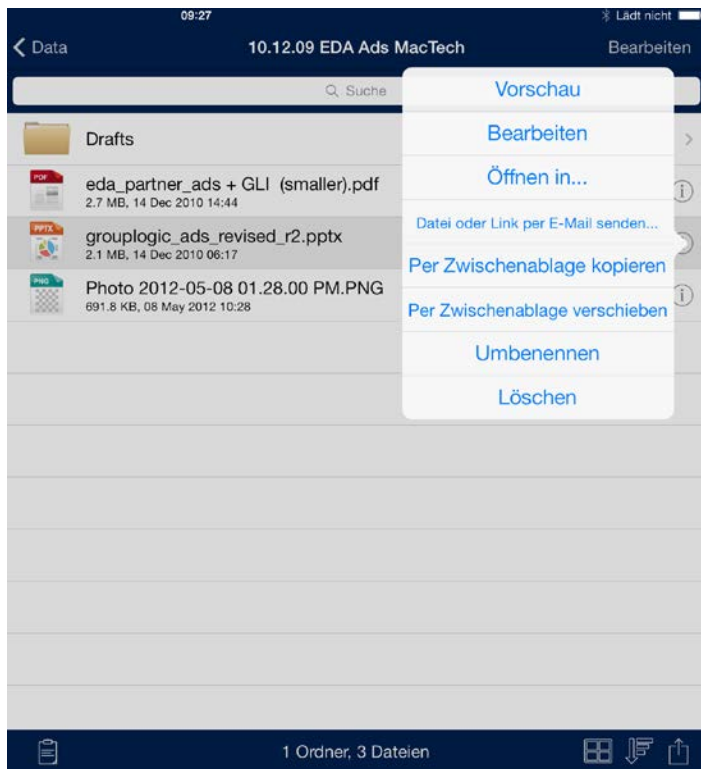 09:27
Lädt nicht
Data
10.12.09 EDA Ads MacTech
Bearbeiten
Suche
Vorschau
Bearbeiten
Öffnen in...
Datei oder Link per E-Mail senden...
Per Zwischenablage kopieren
Per Zwischenablage verschieben
Umbenennen
Löschen
Drafts
PDF
eda_partner_ads + GLI (smaller).pdf
2.7 MB, 14 Dec 2010 14:44
PPTX
grouplogic_ads_revised_r2.pptx
2.1 MB, 14 Dec 2010 06:17
PNG
Photo 2012-05-08 01.28.00 PM.PNG
691.8 KB, 08 May 2012 10:28
1 Ordner, 3 Dateien